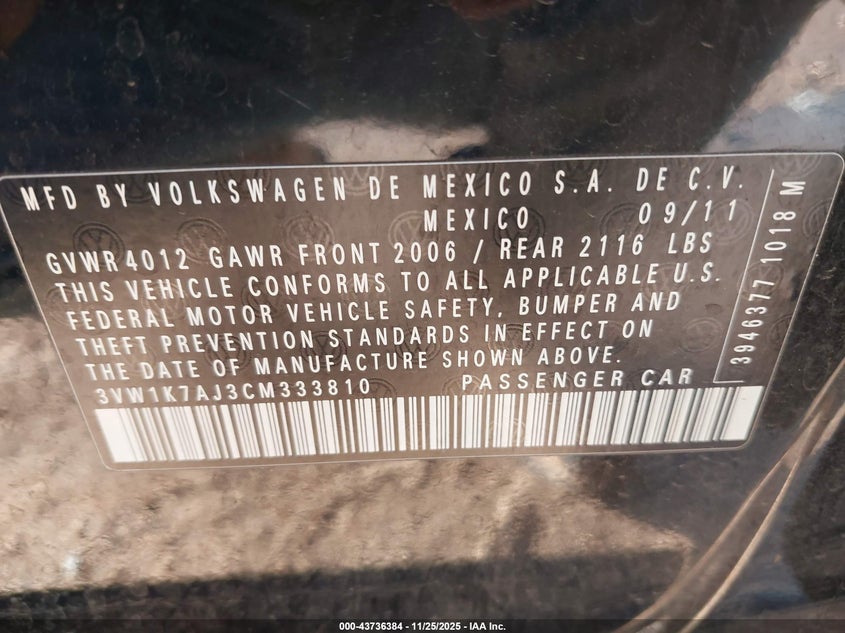 MFD BY VOLKSWAGEN DE MEXICO S.A. DE C.V.
MEXICO 09/11
GVWR 4012 GAWR FRONT 2006 / REAR 2116 LBS
THIS VEHICLE CONFORMS TO ALL APPLICABLE U.S.
FEDERAL MOTOR VEHICLE SAFETY, BUMPER AND
THEFT PREVENTION STANDARDS IN EFFECT ON
THE DATE OF MANUFACTURE SHOWN ABOVE.
3VW1K7AJ3CM333810 PASSENGER CAR
3946377 1018 M
000-43736384 | 11/25/2025 - IAA Inc.